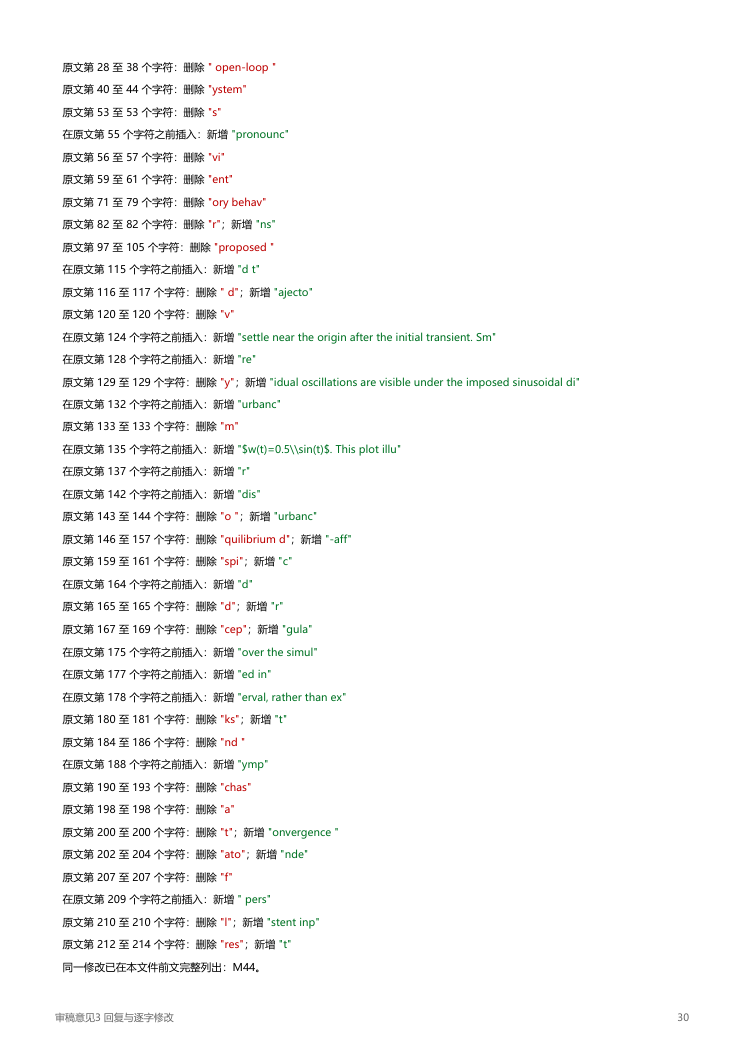 原文第 28 至 38 个字符：删除 " open-loop "
原文第 40 至 44 个字符：删除 "ystem"
原文第 53 至 53 个字符：删除 "s"
在原文第 55 个字符之前插入：新增 "pronounc"
原文第 56 至 57 个字符：删除 "vi"
原文第 59 至 61 个字符：删除 "ent"
原文第 71 至 79 个字符：删除 "ory behav"
原文第 82 至 82 个字符：删除 "r"；新增 "ns"
原文第 97 至 105 个字符：删除 "proposed "
在原文第 115 个字符之前插入：新增 "d t"
原文第 116 至 117 个字符：删除 " d"；新增 "ajecto"
原文第 120 至 120 个字符：删除 "v"
在原文第 124 个字符之前插入：新增 "settle near the origin after the initial transient. Sm"
在原文第 128 个字符之前插入：新增 "re"
原文第 129 至 129 个字符：删除 "y"；新增 "idual oscillations are visible under the imposed sinusoidal di"
在原文第 132 个字符之前插入：新增 "urbanc"
原文第 133 至 133 个字符：删除 "m"
在原文第 135 个字符之前插入：新增 "$w(t)=0.5\\sin(t)$. This plot illu"
在原文第 137 个字符之前插入：新增 "r"
在原文第 142 个字符之前插入：新增 "dis"
原文第 143 至 144 个字符：删除 "o "；新增 "urbanc"
原文第 146 至 157 个字符：删除 "quilibrium d"；新增 "-aff"
原文第 159 至 161 个字符：删除 "spi"；新增 "c"
在原文第 164 个字符之前插入：新增 "d"
原文第 165 至 165 个字符：删除 "d"；新增 "r"
原文第 167 至 169 个字符：删除 "cep"；新增 "gula"
在原文第 175 个字符之前插入：新增 "over the simul"
在原文第 177 个字符之前插入：新增 "ed in"
在原文第 178 个字符之前插入：新增 "erval, rather than ex"
原文第 180 至 181 个字符：删除 "ks"；新增 "t"
原文第 184 至 186 个字符：删除 "nd "
在原文第 188 个字符之前插入：新增 "ymp"
原文第 190 至 193 个字符：删除 "chas"
原文第 198 至 198 个字符：删除 "a"
原文第 200 至 200 个字符：删除 "t"；新增 "onvergence "
原文第 202 至 204 个字符：删除 "ato"；新增 "nde"
原文第 207 至 207 个字符：删除 "f"
在原文第 209 个字符之前插入：新增 " pers"
原文第 210 至 210 个字符：删除 "l"；新增 "stent inp"
原文第 212 至 214 个字符：删除 "res"；新增 "t"
同一修改已在本文件前文完整列出：M44。
审稿意见3 回复与逐字修改
30